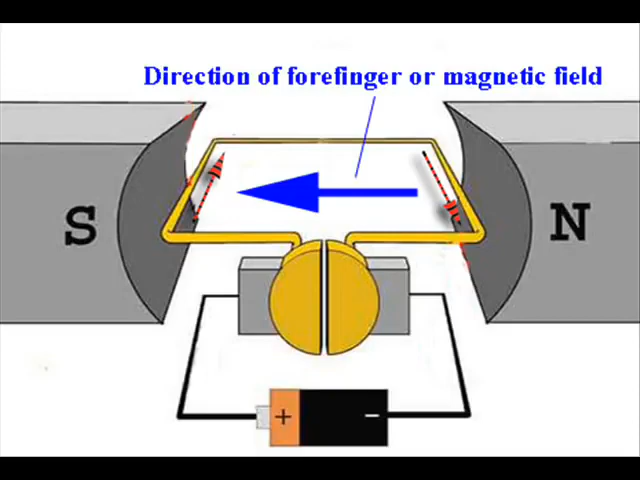 Direction of forefinger or magnetic field
S
N
+ −